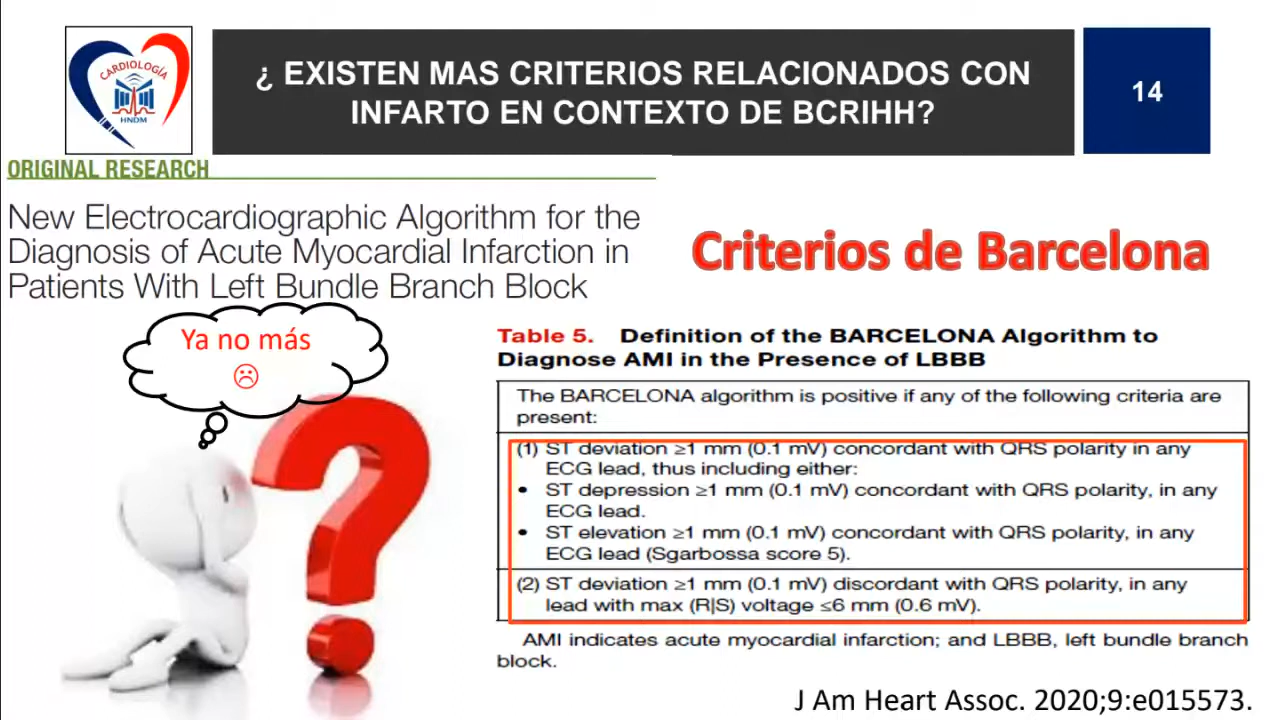 CARDIOLOGÍA
HNDM
¿ EXISTEN MAS CRITERIOS RELACIONADOS CON
INFARTO EN CONTEXTO DE BCRIHH?
14
ORIGINAL RESEARCH
New Electrocardiographic Algorithm for the
Diagnosis of Acute Myocardial Infarction in
Patients With Left Bundle Branch Block
Criterios de Barcelona
Ya no más
☹
Table 5. Definition of the BARCELONA Algorithm to
Diagnose AMI in the Presence of LBBB
The BARCELONA algorithm is positive if any of the following criteria are
present:
(1) ST deviation ≥1 mm (0.1 mV) concordant with QRS polarity in any
ECG lead, thus including either:
• ST depression ≥1 mm (0.1 mV) concordant with QRS polarity, in any
ECG lead.
• ST elevation ≥1 mm (0.1 mV) concordant with QRS polarity, in any
ECG lead (Sgarbossa score 5).
(2) ST deviation ≥1 mm (0.1 mV) discordant with QRS polarity, in any
lead with max (R|S) voltage ≤6 mm (0.6 mV).
AMI indicates acute myocardial infarction; and LBBB, left bundle branch
block.
J Am Heart Assoc. 2020;9:e015573.